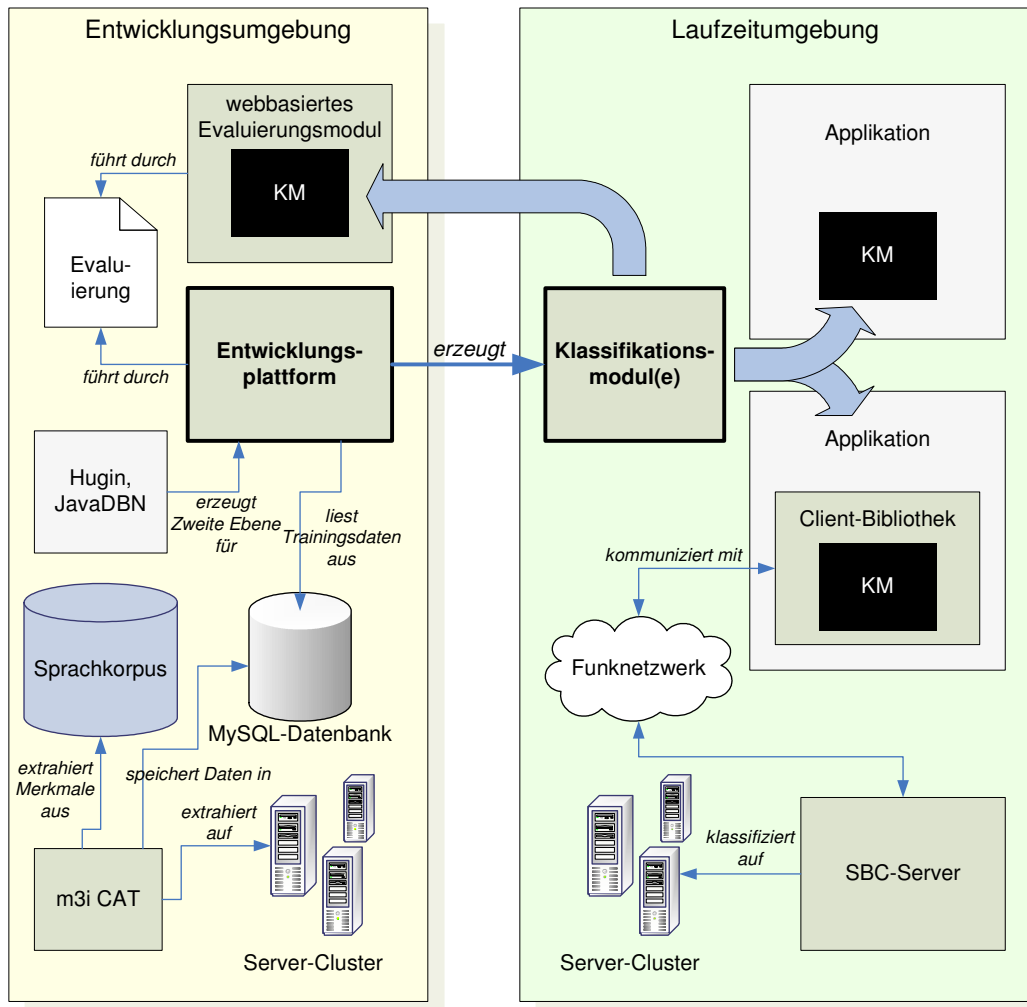 Entwicklungsumgebung
webbasiertes
Evaluierungsmodul
KM
führt durch
Evalu-
ierung
führt durch
Entwicklungs-
plattform
erzeugt
Hugin,
JavaDBN
erzeugt
Zweite Ebene
für
liest
Trainingsdaten
aus
Sprachkorpus
MySQL-Datenbank
extrahiert
Merkmale
aus
speichert Daten in
extrahiert
auf
m3i CAT
Server-Cluster
Laufzeitumgebung
Applikation
KM
Klassifikations-
modul(e)
Applikation
Client-Bibliothek
KM
kommuniziert mit
Funknetzwerk
klassifiziert
auf
SBC-Server
Server-Cluster